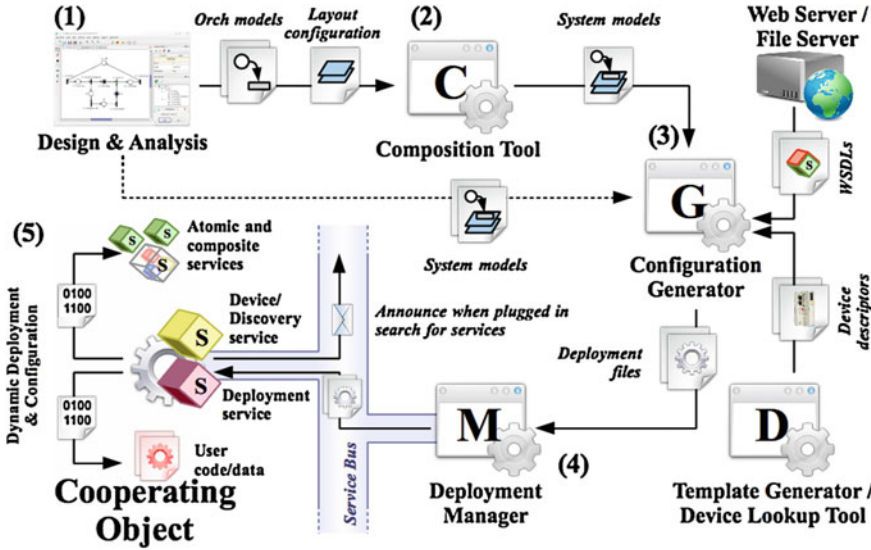 (1)
Orch models
Layout
configuration
(2)
System models
Web Server /
File Server
C
Design & Analysis
Composition Tool
(3)
WSDLs
G
System models
Configuration
Generator
Device
descriptors
(5)
Atomic and
composite
services
S
S
S
0100
1100
Dynamic Deployment
& Configuration
Device/
Discovery
service
S
Announce when plugged in
search for services
Deployment
files
S
Deployment
service
0100
1100
User
code/data
Cooperating
Object
Service Bus
M
(4)
Deployment
Manager
D
Template Generator /
Device Lookup Tool